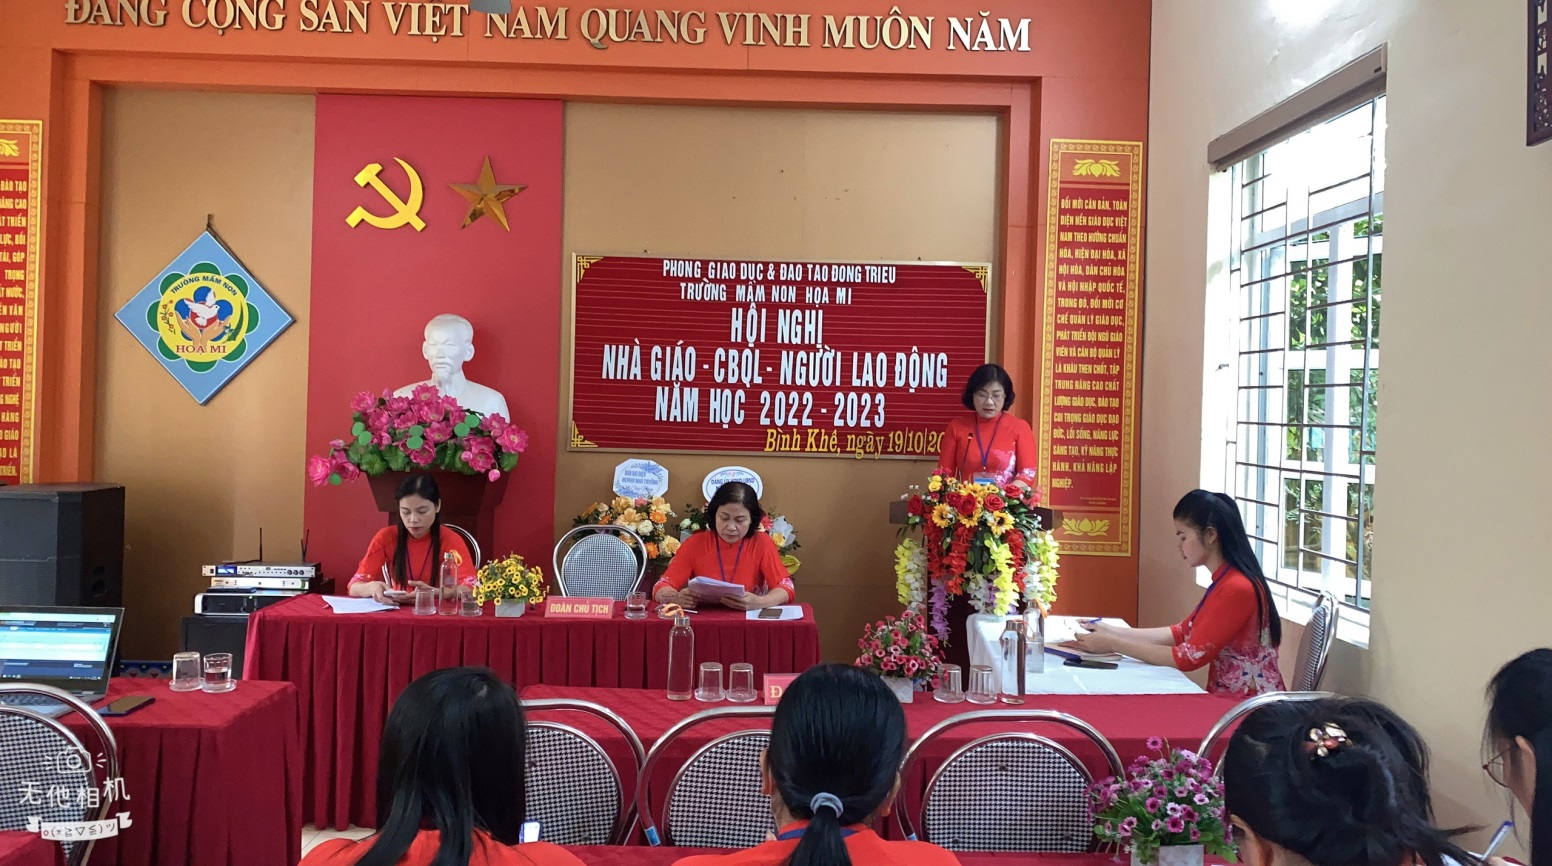 ĐẢNG CỘNG SẢN VIỆT NAM QUANG VINH MUÔN NĂM
PHÒNG GIÁO DỤC & ĐÀO TẠO ĐÔNG TRIỀU
TRƯỜNG MẦM NON HỌA MI
HỘI NGHỊ
NHÀ GIÁO - CBQL - NGƯỜI LAO ĐỘNG
NĂM HỌC 2022 - 2023
Bình Khê, ngày 19|10|20
TRƯỜNG MẦM NON
HỌA MI
ĐỔI MỚI CĂN BẢN, TOÀN
DIỆN NỀN GIÁO DỤC VIỆT
NAM THEO HƯỚNG CHUẨN
HÓA, HIỆN ĐẠI HÓA, XÃ
HỘI HÓA, DÂN CHỦ HÓA
VÀ HỘI NHẬP QUỐC TẾ,
TRONG ĐÓ, ĐỔI MỚI CƠ
CHẾ QUẢN LÝ GIÁO DỤC,
PHÁT TRIỂN ĐỘI NGŨ GIÁO
VIÊN VÀ CÁN BỘ QUẢN LÝ
LÀ KHÂU THEN CHỐT, TẬP
TRUNG NÂNG CAO CHẤT
LƯỢNG GIÁO DỤC, ĐÀO TẠO
COI TRỌNG GIÁO DỤC ĐẠO
ĐỨC, LỐI SỐNG, NĂNG LỰC
SÁNG TẠO, KỸ NĂNG THỰC
HÀNH, KHẢ NĂNG LẬP
NGHIỆP.
ĐOÀN CHỦ TỊCH
无他相机